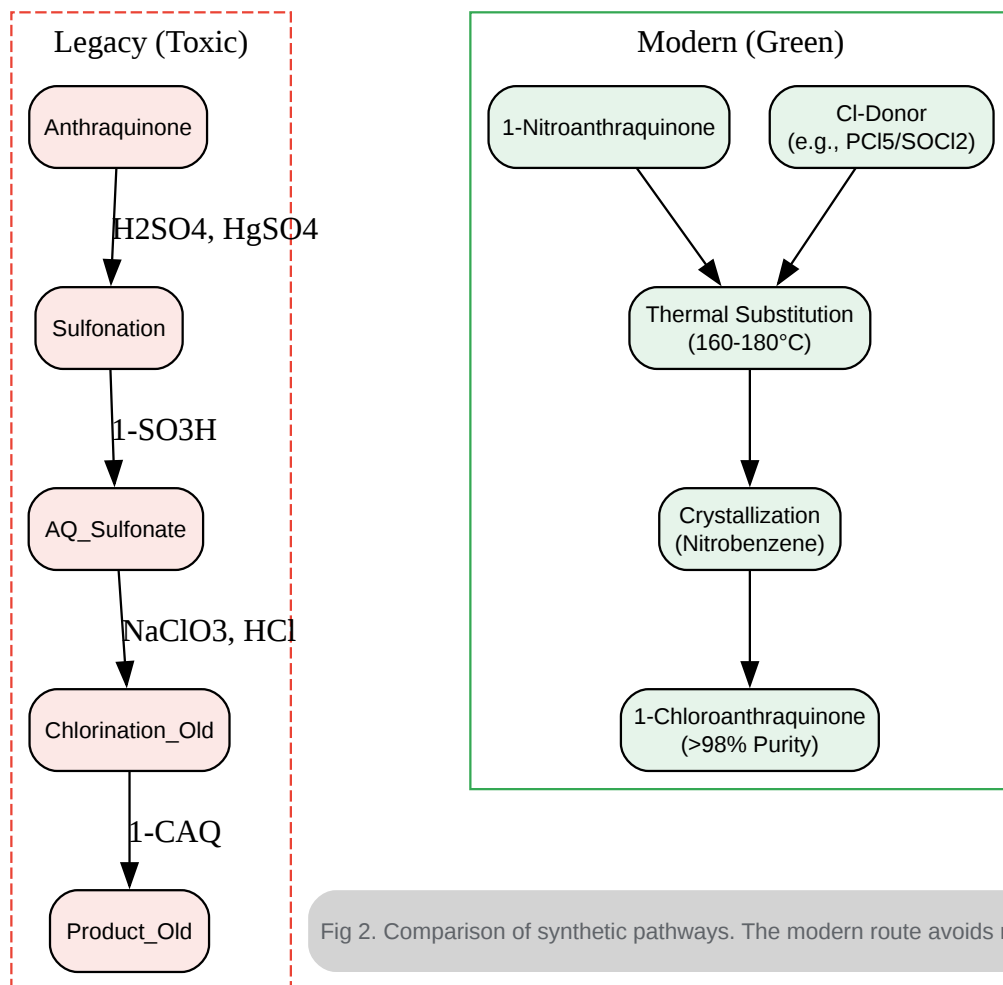 Legacy (Toxic)
Anthraquinone
H2SO4, HgSO4
Sulfonation
1-SO3H
AQ_Sulfonate
NaClO3, HCl
Chlorination_Old
1-CAQ
Product_Old
Modern (Green)
1-Nitroanthraquinone
Cl-Donor
(e.g., PCl5/SOCl2)
Thermal Substitution
(160-180°C)
Crystallization
(Nitrobenzene)
1-Chloroanthraquinone
(>98% Purity)
Fig 2. Comparison of synthetic pathways. The modern route avoids